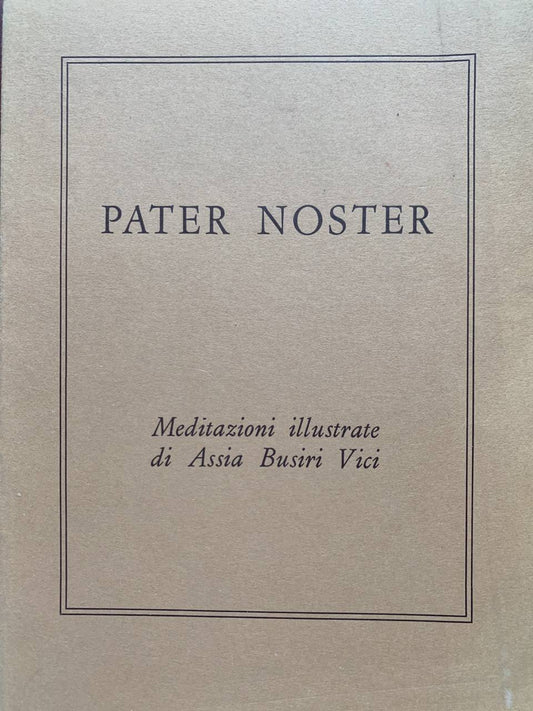 PATER NOSTER
Meditazioni illustrate
di Assia Busiri Vici